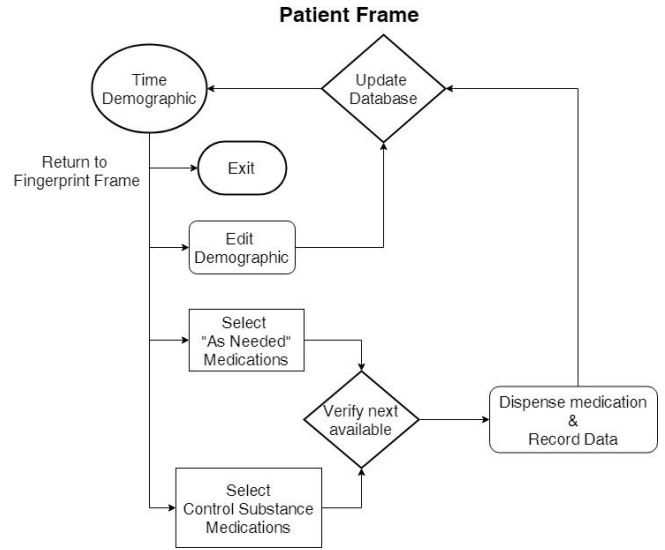 Patient Frame
Time
Demographic
Update
Database
Return to
Fingerprint Frame
Exit
Edit
Demographic
Select
"As Needed"
Medications
Verify next
available
Dispense medication
&
Record Data
Select
Control Substance
Medications